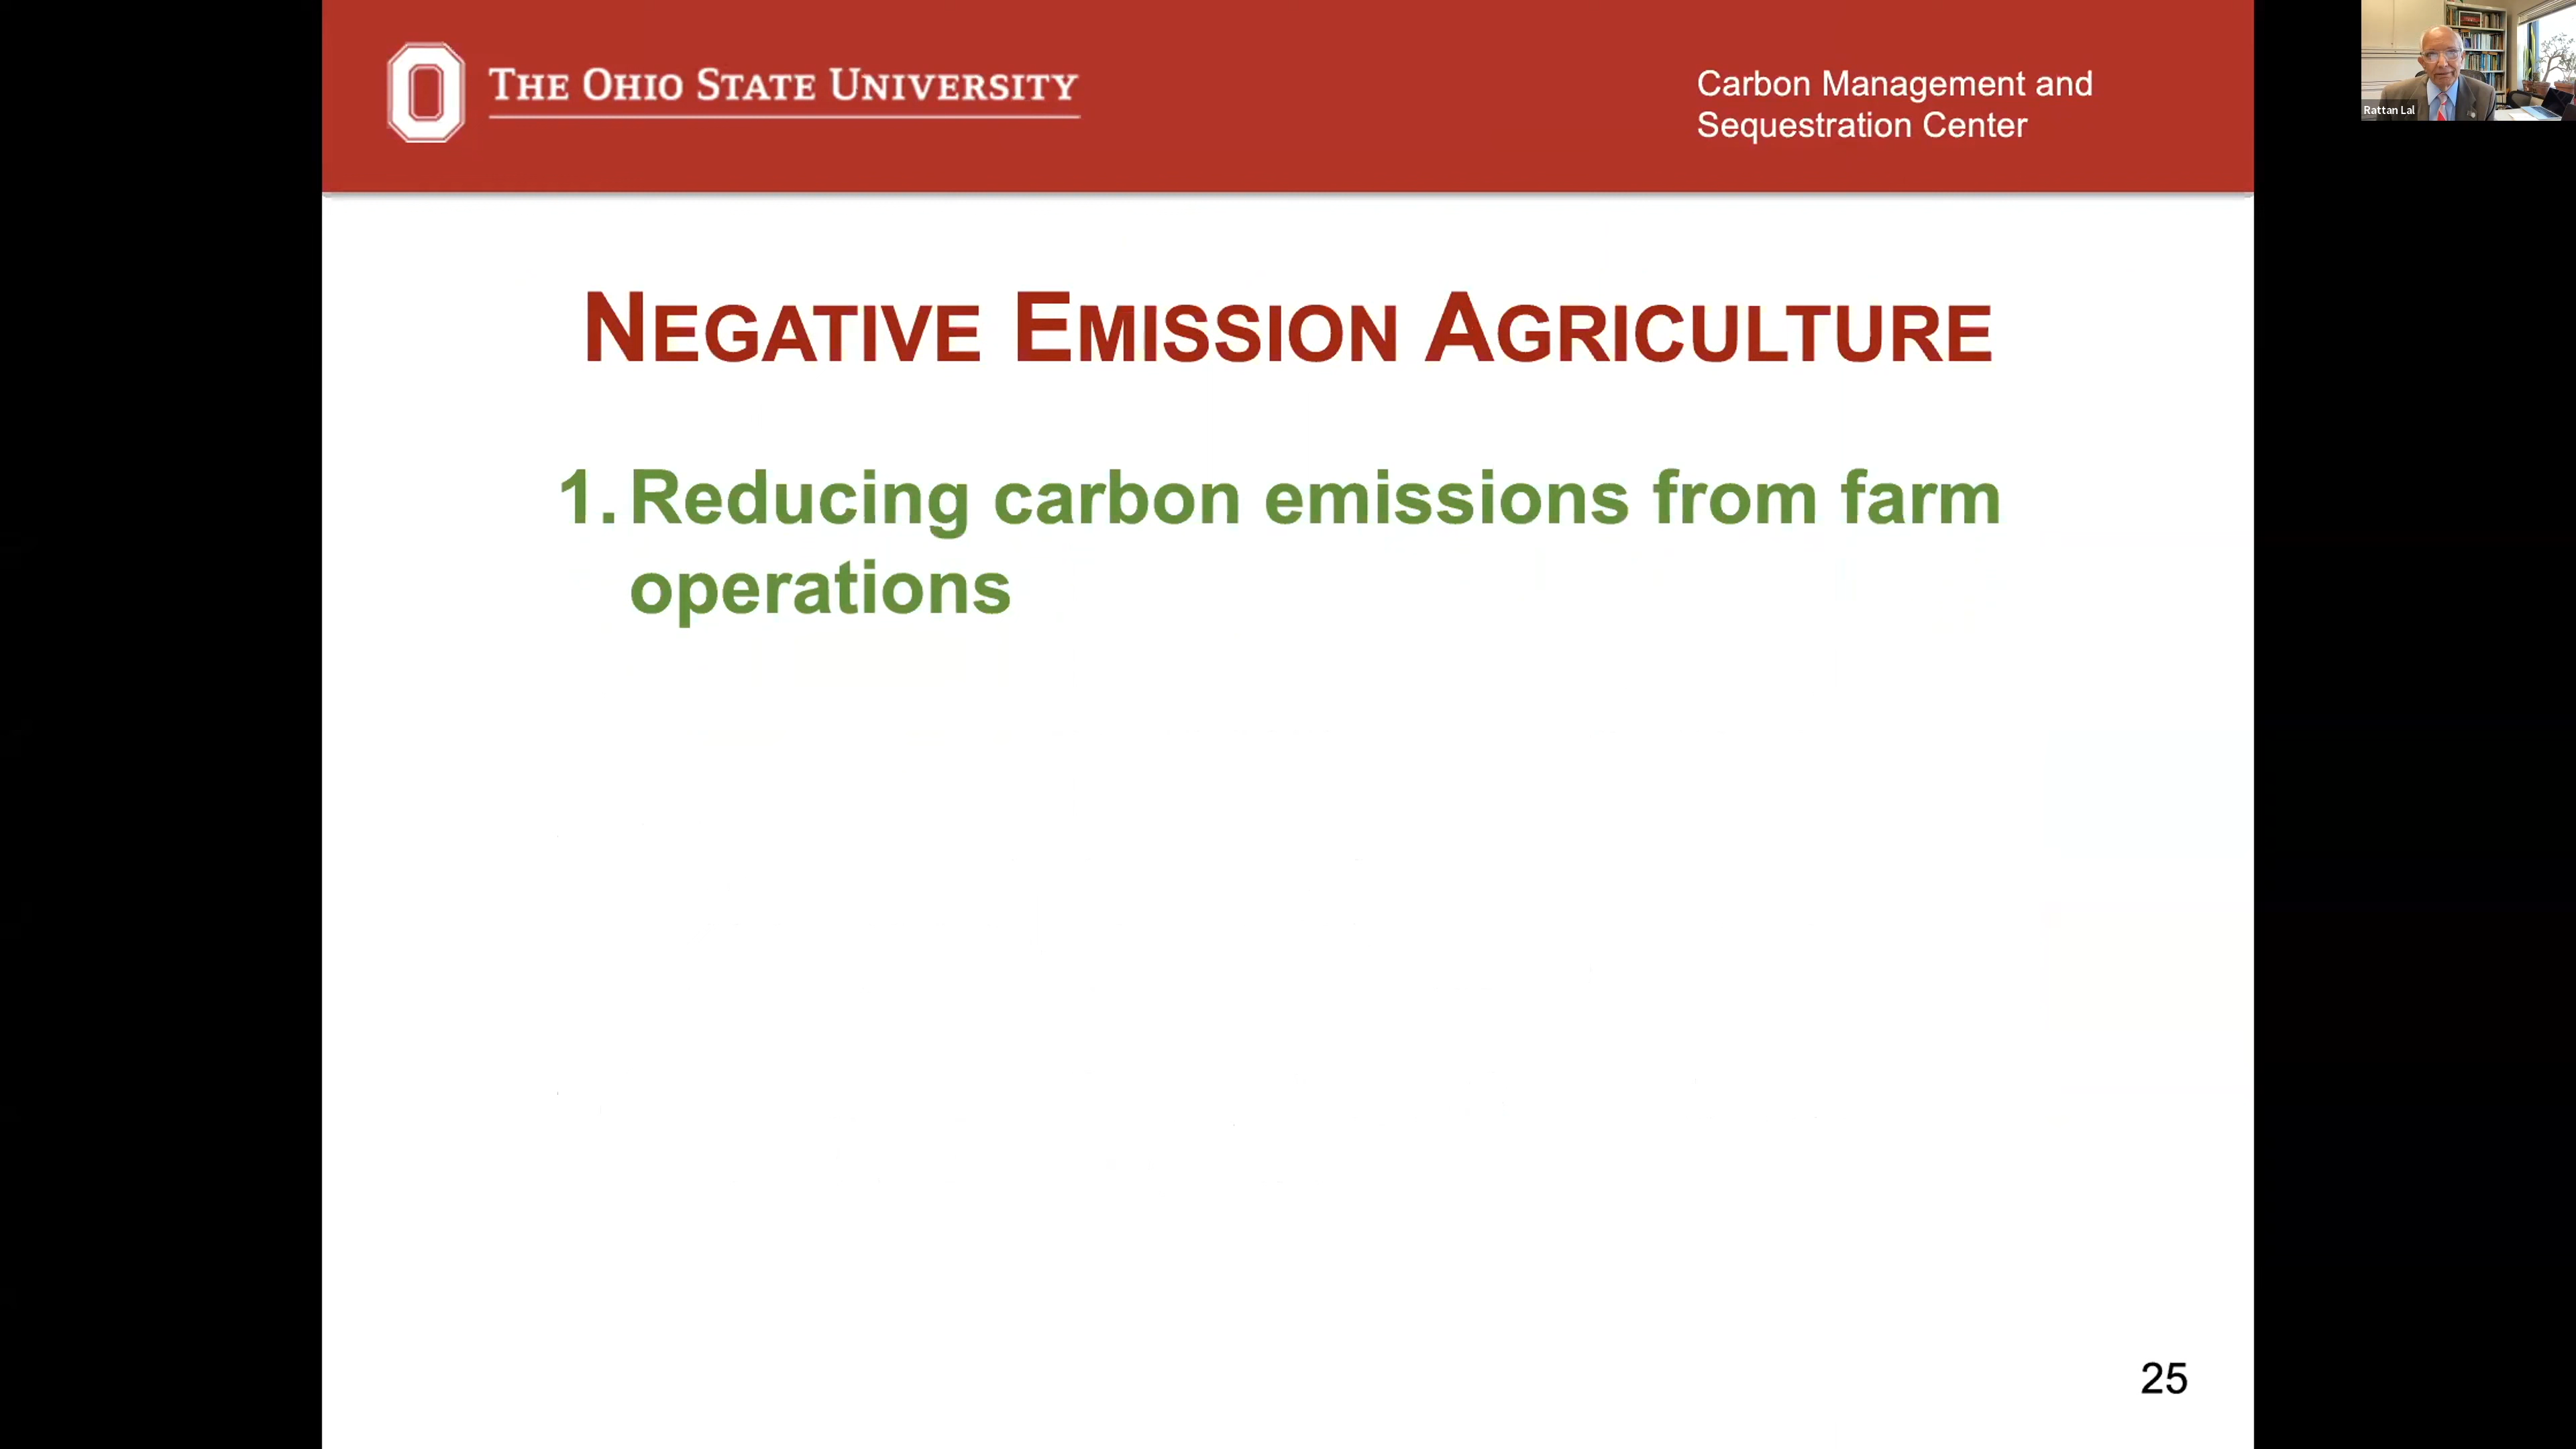 THE OHIO STATE UNIVERSITY
Carbon Management and
Sequestration Center
Rattan Lal
NEGATIVE EMISSION AGRICULTURE
1. Reducing carbon emissions from farm
operations
25